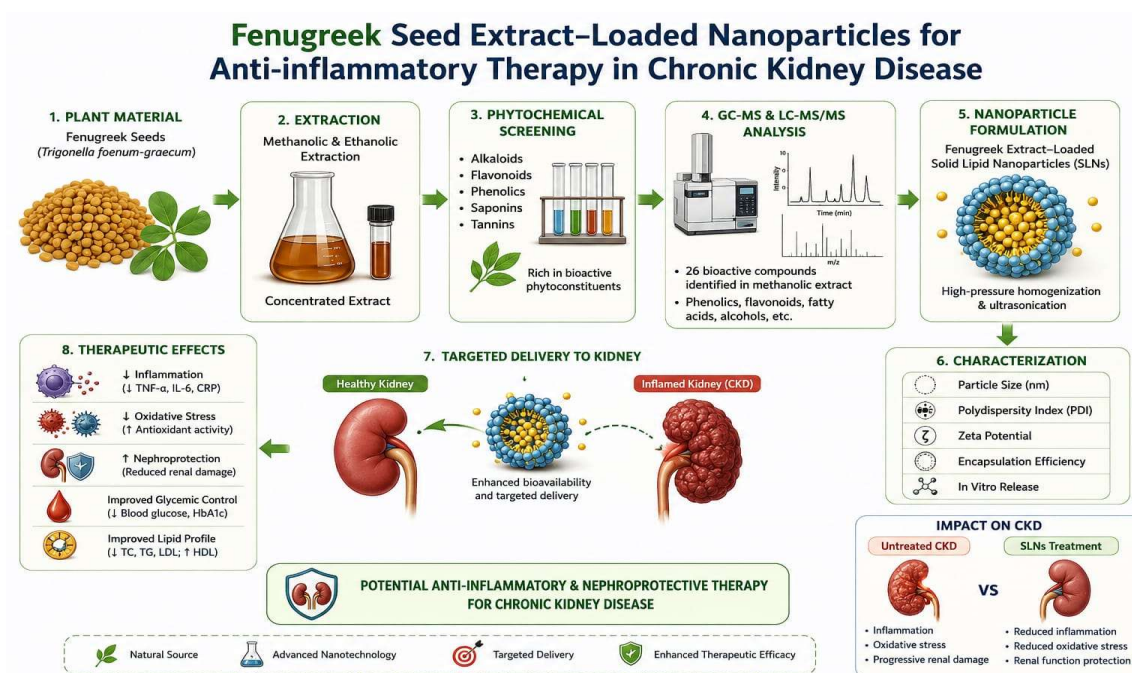 Fenugreek Seed Extract–Loaded Nanoparticles for
Anti-inflammatory Therapy in Chronic Kidney Disease
1. PLANT MATERIAL
Fenugreek Seeds
(Trigonella foenum-graecum)
2. EXTRACTION
Methanolic & Ethanolic
Extraction
Concentrated Extract
3. PHYTOCHEMICAL
SCREENING
• Alkaloids
• Flavonoids
• Phenolics
• Saponins
• Tannins
Rich in bioactive
phytoconstituents
4. GC-MS & LC-MS/MS
ANALYSIS
Intensity
10
0
Time (min)
m/z
• 26 bioactive compounds
identified in methanolic extract
• Phenolics, flavonoids, fatty
acids, alcohols, etc.
5. NANOPARTICLE
FORMULATION
Fenugreek Extract–Loaded
Solid Lipid Nanoparticles (SLNs)
High-pressure homogenization
& ultrasonication
6. CHARACTERIZATION
Particle Size (nm)
Polydispersity Index (PDI)
ζ Zeta Potential
Encapsulation Efficiency
In Vitro Release
7. TARGETED DELIVERY TO KIDNEY
Healthy Kidney
Inflamed Kidney (CKD)
Enhanced bioavailability
and targeted delivery
8. THERAPEUTIC EFFECTS
↓ Inflammation
(↓ TNF-α, IL-6, CRP)
↓ Oxidative Stress
(↑ Antioxidant activity)
↑ Nephroprotection
(Reduced renal damage)
Improved Glycemic Control
(↓ Blood glucose, HbA1c)
Improved Lipid Profile
(↓ TC, TG, LDL; ↑ HDL)
IMPACT ON CKD
Untreated CKD
SLNs Treatment
VS
• Inflammation
• Oxidative stress
• Progressive renal damage
• Reduced inflammation
• Reduced oxidative stress
• Renal function protection
POTENTIAL ANTI-INFLAMMATORY & NEPHROPROTECTIVE THERAPY
FOR CHRONIC KIDNEY DISEASE
Natural Source
Advanced Nanotechnology
Targeted Delivery
Enhanced Therapeutic Efficacy